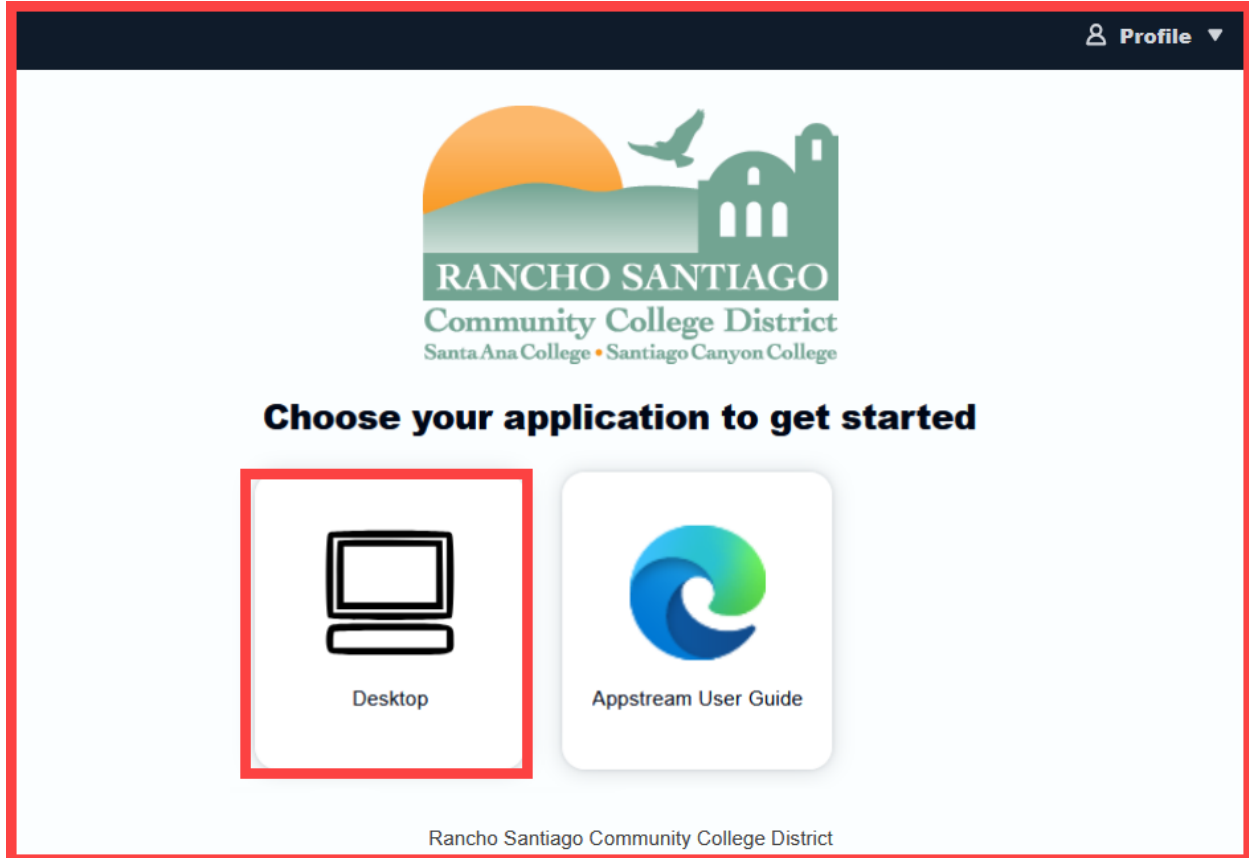 Profile
RANCHO SANTIAGO
Community College District
Santa Ana College • Santiago Canyon College
Choose your application to get started
Desktop
Appstream User Guide
Rancho Santiago Community College District